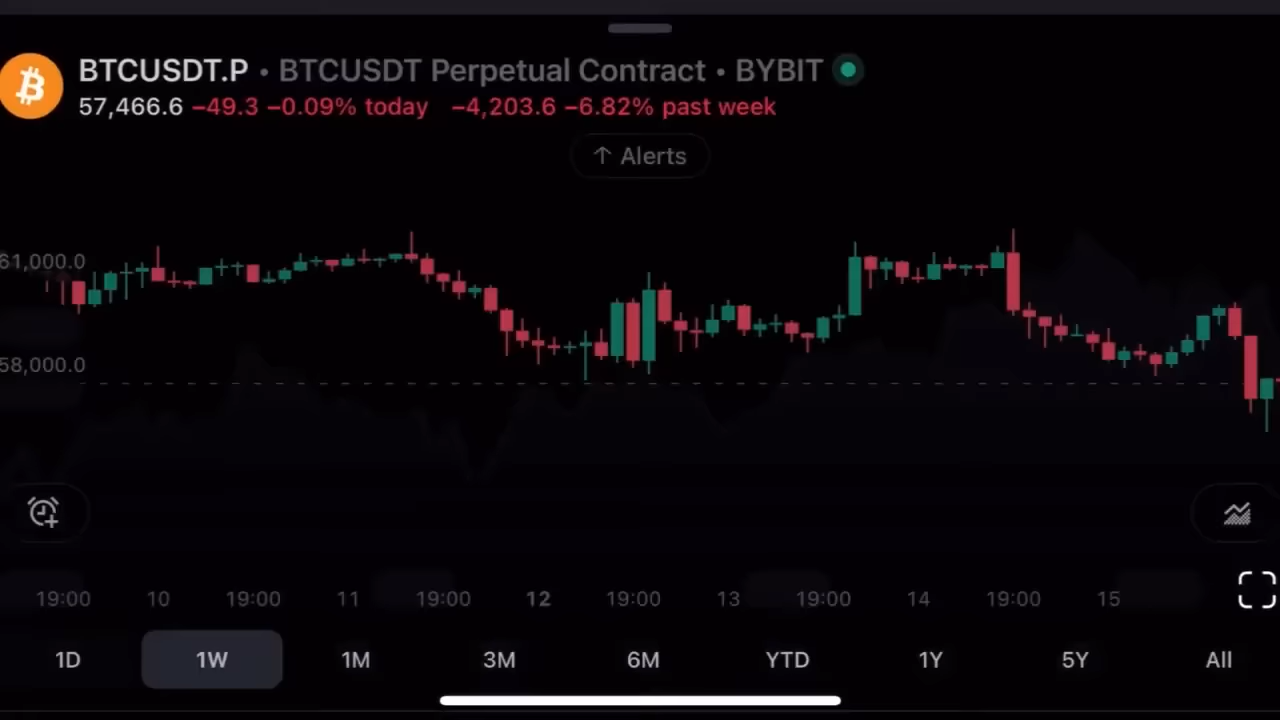 BTCUSDT.P • BTCUSDT Perpetual Contract • BYBIT
57,466.6 −49.3 −0.09% today −4,203.6 −6.82% past week
↑ Alerts
61,000.0
58,000.0
19:00 10 19:00 11 19:00 12 19:00 13 19:00 14 19:00 15
1D 1W 1M 3M 6M YTD 1Y 5Y All